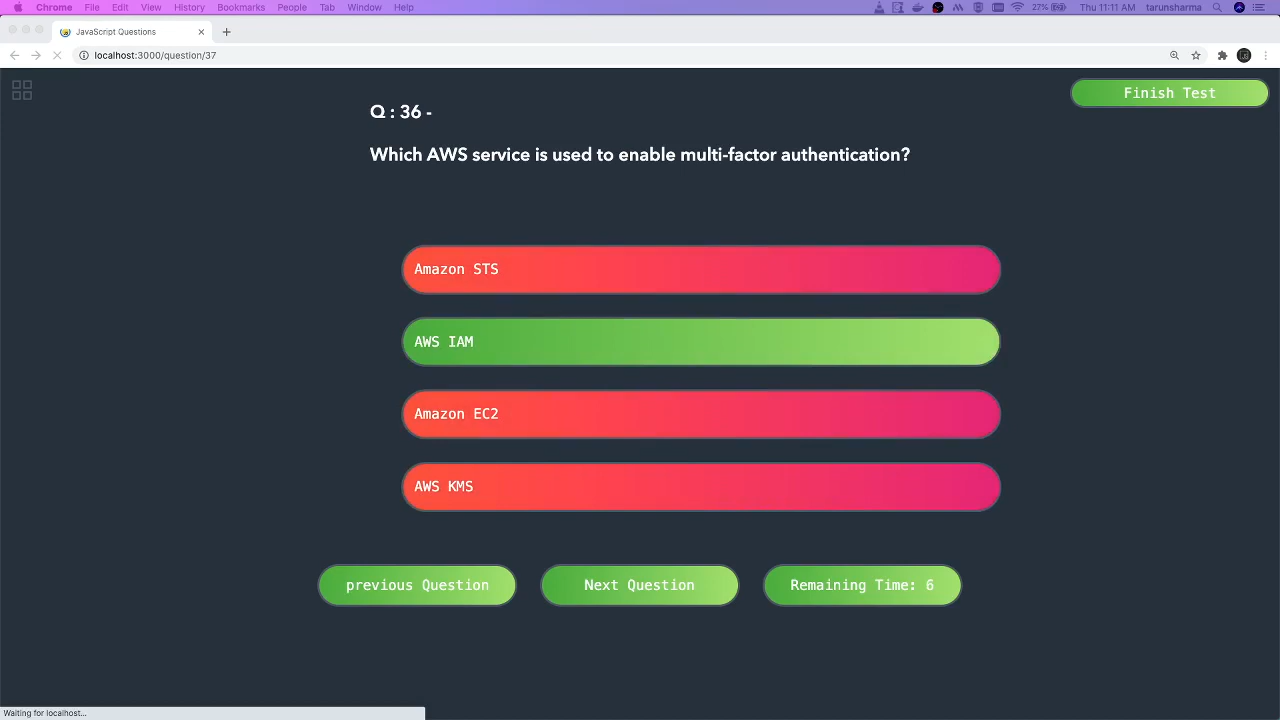 Chrome File Edit View History Bookmarks People Tab Window Help 27% Thu 11:11 AM tarunsharma
JavaScript Questions
localhost:3000/question/37
Finish Test
Q : 36 -
Which AWS service is used to enable multi-factor authentication?
Amazon STS
AWS IAM
Amazon EC2
AWS KMS
previous Question Next Question Remaining Time: 6
Waiting for localhost...